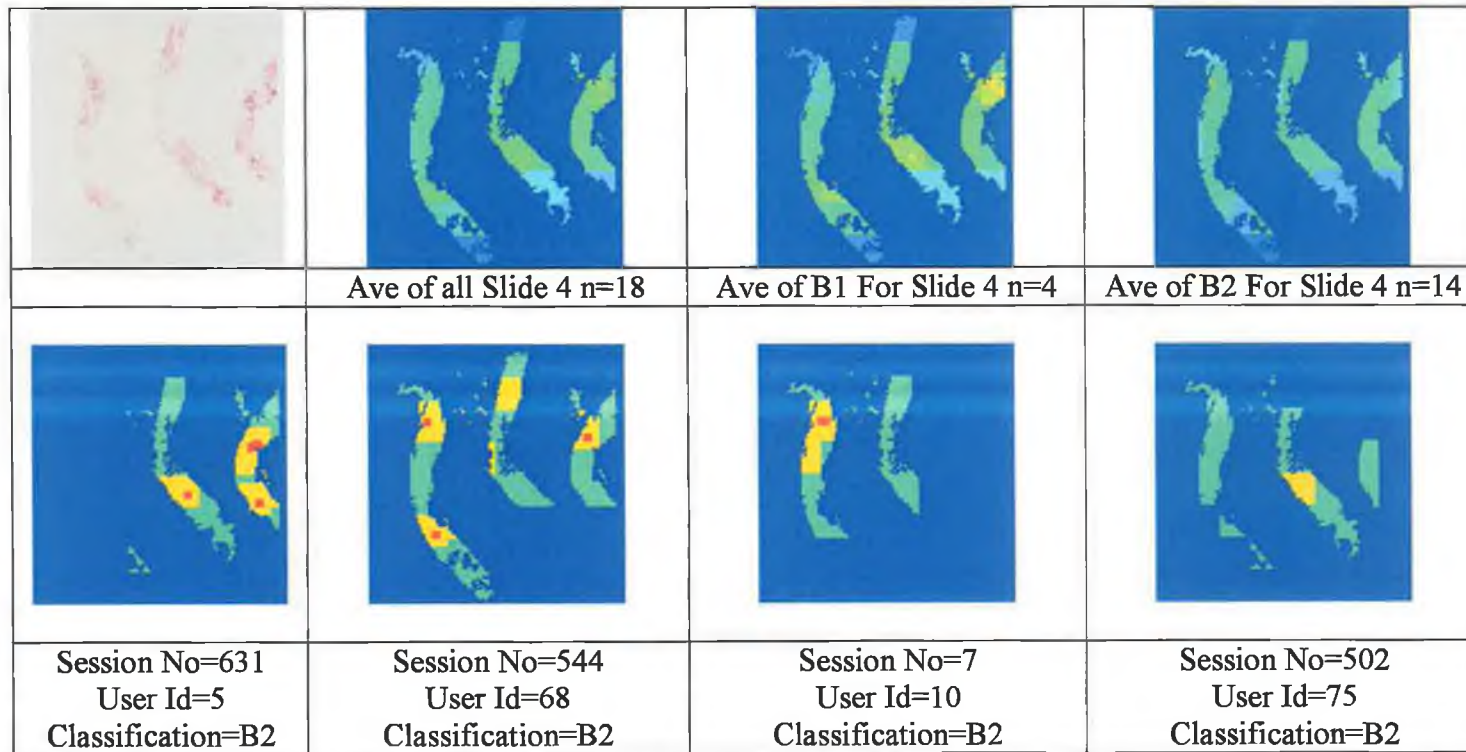 Ave of all Slide 4 n=18
Ave of B1 For Slide 4 n=4
Ave of B2 For Slide 4 n=14
Session No=631
User Id=5
Classification=B2
Session No=544
User Id=68
Classification=B2
Session No=7
User Id=10
Classification=B2
Session No=502
User Id=75
Classification=B2